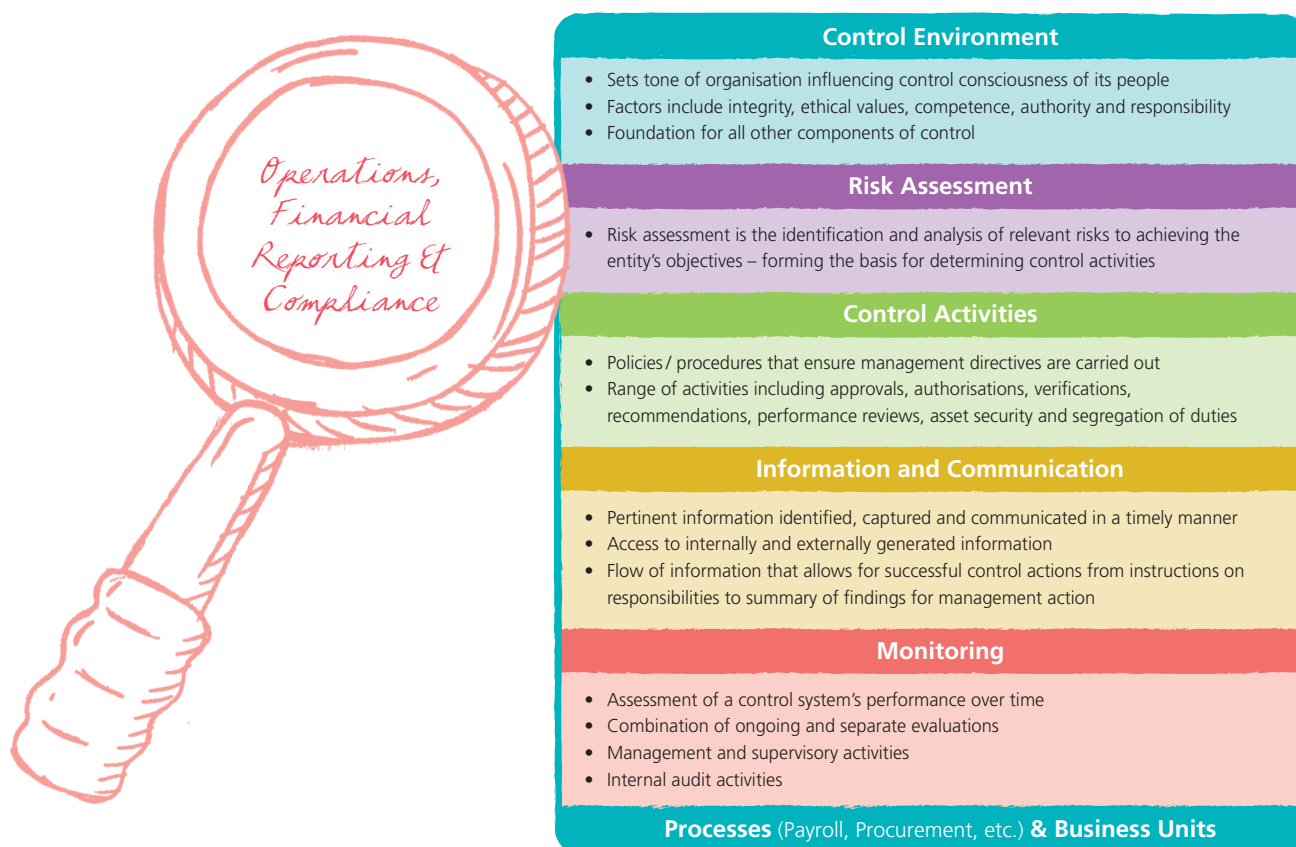 Operations,
Financial
Reporting &
Compliance
Control Environment
• Sets tone of organisation influencing control consciousness of its people
• Factors include integrity, ethical values, competence, authority and responsibility
• Foundation for all other components of control
Risk Assessment
• Risk assessment is the identification and analysis of relevant risks to achieving the
entity's objectives – forming the basis for determining control activities
Control Activities
• Policies / procedures that ensure management directives are carried out
• Range of activities including approvals, authorisations, verifications,
recommendations, performance reviews, asset security and segregation of duties
Information and Communication
• Pertinent information identified, captured and communicated in a timely manner
• Access to internally and externally generated information
• Flow of information that allows for successful control actions from instructions on
responsibilities to summary of findings for management action
Monitoring
• Assessment of a control system's performance over time
• Combination of ongoing and separate evaluations
• Management and supervisory activities
• Internal audit activities
Processes (Payroll, Procurement, etc.) & Business Units